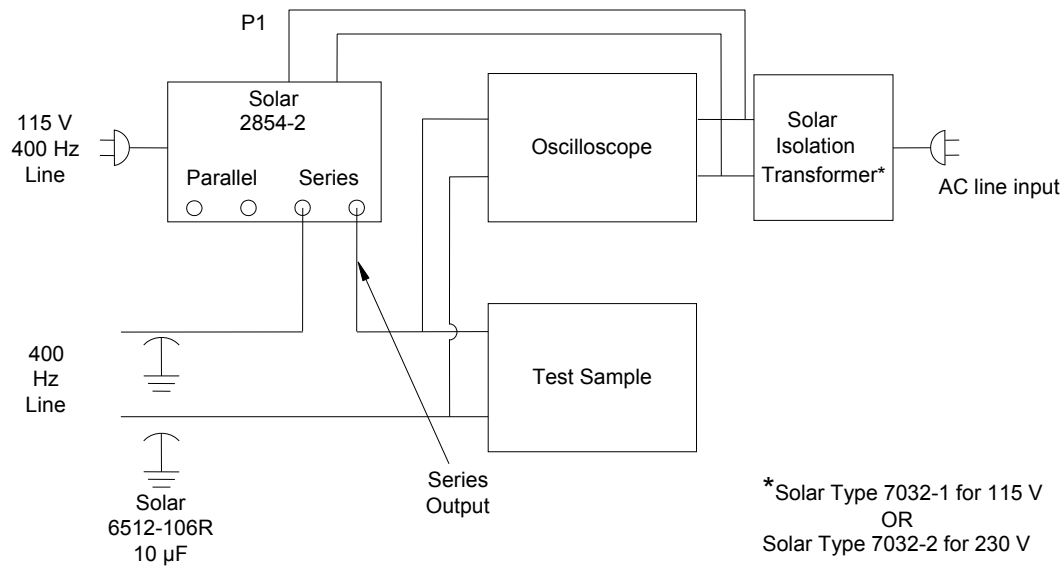 P1
Solar
2854-2
115 V
400 Hz
Line
Parallel
Series
Oscilloscope
Solar
Isolation
Transformer*
AC line input
400
Hz
Line
Test Sample
Series
Output
Solar
6512-106R
10 µF
*Solar Type 7032-1 for 115 V
OR
Solar Type 7032-2 for 230 V